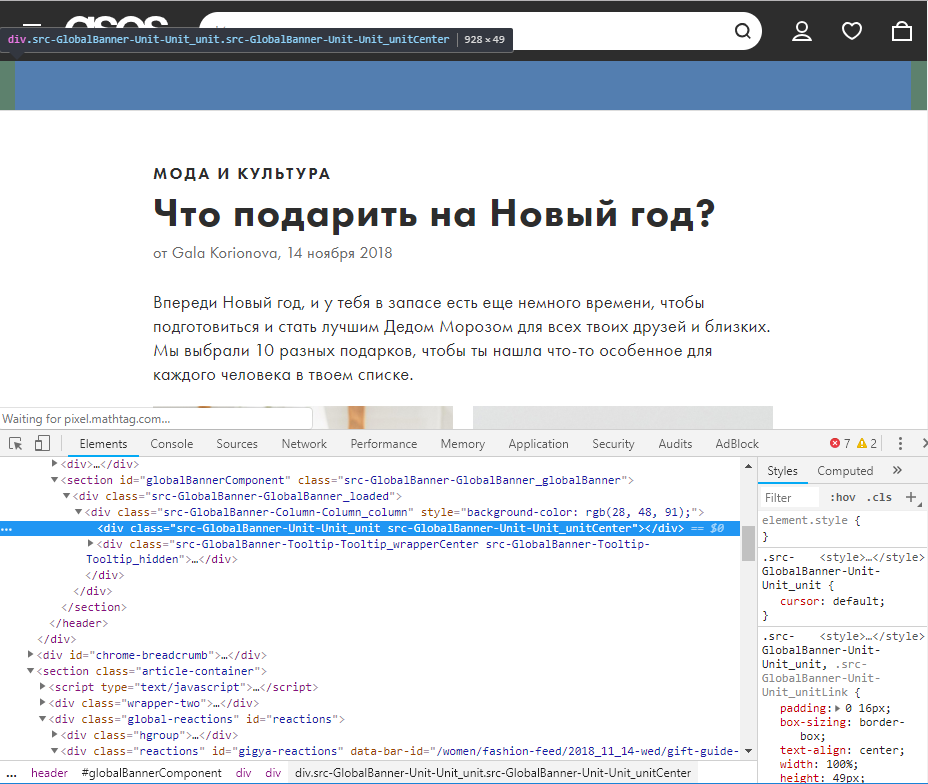 asos
div.src-GlobalBanner-Unit-Unit_unit.src-GlobalBanner-Unit-Unit_unitCenter | 928 × 49
МОДА И КУЛЬТУРА
Что подарить на Новый год?
от Gala Korionova, 14 ноября 2018
Впереди Новый год, и у тебя в запасе есть еще немного времени, чтобы
подготовиться и стать лучшим Дедом Морозом для всех твоих друзей и близких.
Мы выбрали 10 разных подарков, чтобы ты нашла что-то особенное для
каждого человека в твоем списке.
Waiting for pixel.mathtag.com...
Elements Console Sources Network Performance Memory Application Security Audits AdBlock 7 2
<div>…</div>
<section id="globalBannerComponent" class="src-GlobalBanner-GlobalBanner_globalBanner">
<div class="src-GlobalBanner-GlobalBanner_loaded">
<div class="src-GlobalBanner-Column-Column_column" style="background-color: rgb(28, 48, 91);">
<div class="src-GlobalBanner-Unit-Unit_unit src-GlobalBanner-Unit-Unit_unitCenter"></div> == $0
<div class="src-GlobalBanner-Tooltip-Tooltip_wrapperCenter src-GlobalBanner-Tooltip-
Tooltip_hidden">…</div>
</div>
</div>
</section>
</header>
</div>
<div id="chrome-breadcrumb">…</div>
<section class="article-container">
<script type="text/javascript">…</script>
<div class="wrapper-two">…</div>
<div class="global-reactions" id="reactions">
<div class="hgroup">…</div>
<div class="reactions" id="gigya-reactions" data-bar-id="/women/fashion-feed/2018_11_14-wed/gift-guide-
... header #globalBannerComponent div div div.src-GlobalBanner-Unit-Unit_unit.src-GlobalBanner-Unit-Unit_unitCenter
Styles Computed »
Filter :hov .cls +
element.style {
}
.src- <style>…</style>
GlobalBanner-Unit-
Unit_unit {
cursor: default;
}
.src- <style>…</style>
GlobalBanner-Unit-
Unit_unit, .src-
GlobalBanner-Unit-
Unit_unitLink {
padding: 0 16px;
box-sizing: border-
box;
text-align: center;
width: 100%;
height: 49px;